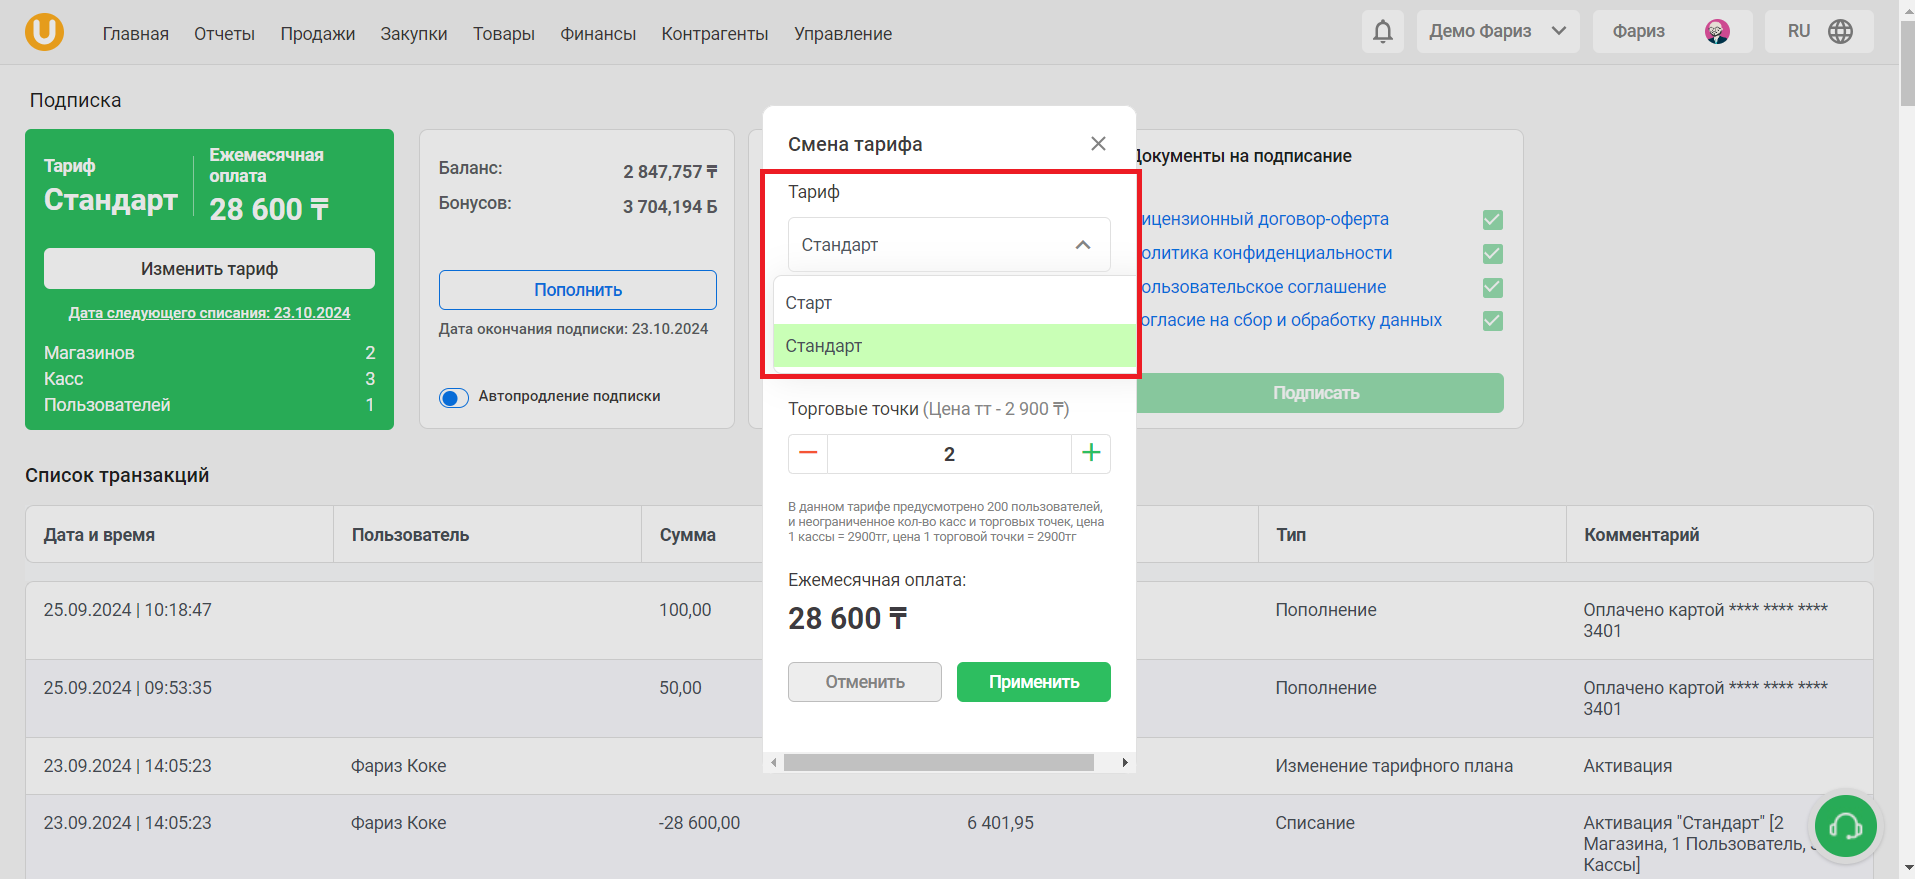 Главная Отчеты Продажи Закупки Товары Финансы Контрагенты Управление Демо Фариз Фариз RU
Подписка
Тариф
Стандарт
Ежемесячная
оплата
28 600 ₸
Изменить тариф
Дата следующего списания: 23.10.2024
Магазинов 2
Касс 3
Пользователей 1
Баланс: 2 847,757 ₸
Бонусов: 3 704,194 Б
Пополнить
Дата окончания подписки: 23.10.2024
Автопродление подписки
Смена тарифа
Тариф
Стандарт
Старт
Стандарт
Торговые точки (Цена тт - 2 900 ₸)
2
В данном тарифе предусмотрено 200 пользователей,
и неограниченное кол-во касс и торговых точек, цена
1 кассы = 2900тг, цена 1 торговой точки = 2900тг
Ежемесячная оплата:
28 600 ₸
Отменить Применить
Документы на подписание
ицензионный договор-оферта
олитика конфиденциальности
ользовательское соглашение
огласие на сбор и обработку данных
Подписать
Список транзакций
Дата и время Пользователь Сумма Тип Комментарий
25.09.2024 | 10:18:47 100,00 Пополнение Оплачено картой **** **** ****
3401
25.09.2024 | 09:53:35 50,00 Пополнение Оплачено картой **** **** ****
3401
23.09.2024 | 14:05:23 Фариз Коке Изменение тарифного плана Активация
23.09.2024 | 14:05:23 Фариз Коке -28 600,00 6 401,95 Списание Активация "Стандарт" [2
Магазина, 1 Пользователь,
Кассы]